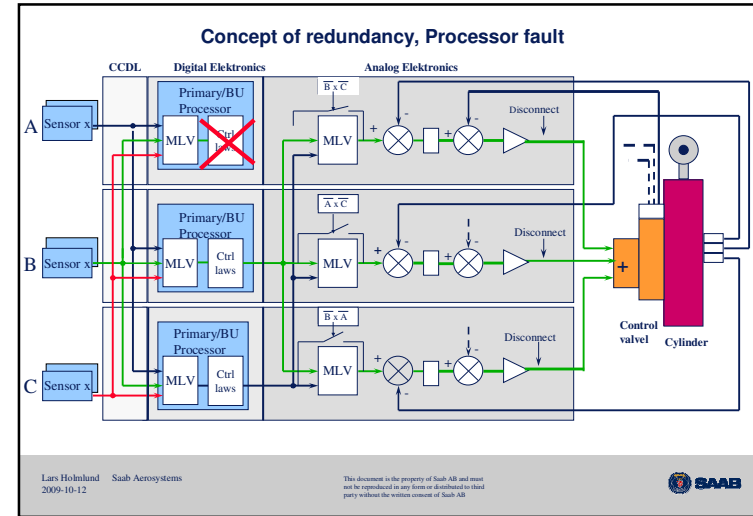 Concept of redundancy, Processor fault
CCDL
Digital Elektronics
Analog Elektronics
A
Sensor x
Primary/BU
Processor
MLV
Ctrl
laws
B x C
MLV
+
-
+
-
Disconnect
B
Sensor x
Primary/BU
Processor
MLV
Ctrl
laws
A x C
MLV
+
-
+
-
Disconnect
C
Sensor x
Primary/BU
Processor
MLV
Ctrl
laws
B x A
MLV
+
-
+
-
Disconnect
+
Control
valvel
Cylinder
Lars Holmlund Saab Aerosystems
2009-10-12
This document is the property of Saab AB and must
not be reproduced in any form or distributed to third
party without the written consent of Saab AB
SAAB